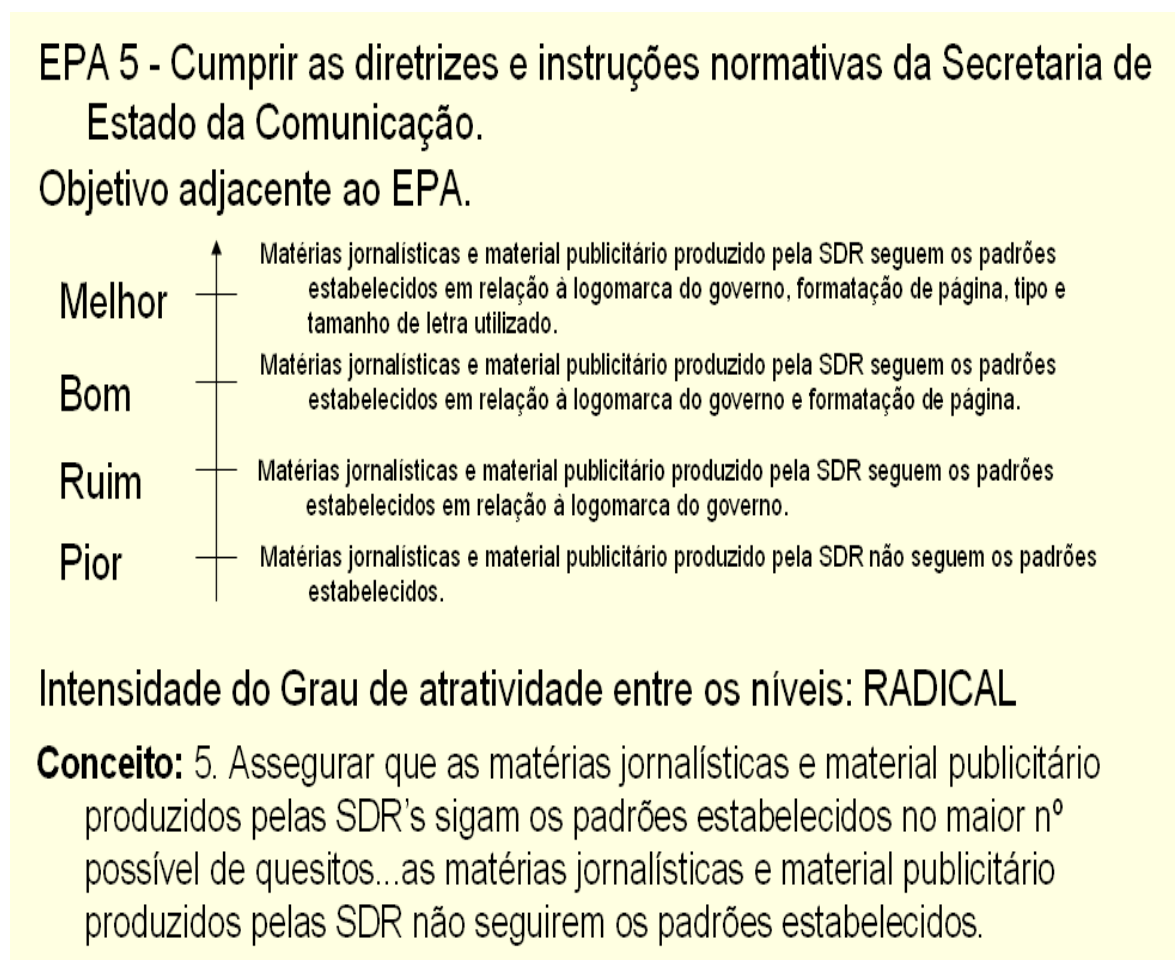 EPA 5 - Cumprir as diretrizes e instruções normativas da Secretaria de
Estado da Comunicação.
Objetivo adjacente ao EPA.
Melhor
Matérias jornalísticas e material publicitário produzido pela SDR seguem os padrões
estabelecidos em relação à logomarca do governo, formatação de página, tipo e
tamanho de letra utilizado.
Bom
Matérias jornalísticas e material publicitário produzido pela SDR seguem os padrões
estabelecidos em relação à logomarca do governo e formatação de página.
Ruim
Matérias jornalísticas e material publicitário produzido pela SDR seguem os padrões
estabelecidos em relação à logomarca do governo.
Pior
Matérias jornalísticas e material publicitário produzido pela SDR não seguem os padrões
estabelecidos.
Intensidade do Grau de atratividade entre os níveis: RADICAL
Conceito: 5. Assegurar que as matérias jornalísticas e material publicitário
produzidos pelas SDR's sigam os padrões estabelecidos no maior nº
possível de quesitos...as matérias jornalísticas e material publicitário
produzidos pelas SDR não seguirem os padrões estabelecidos.